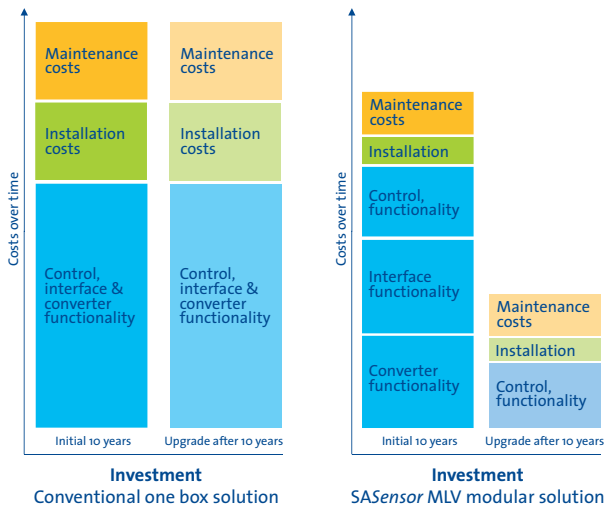 Costs over time
Maintenance
costs
Installation
costs
Control,
interface &
converter
functionality
Maintenance
costs
Installation
costs
Control,
interface &
converter
functionality
Initial 10 years
Upgrade after 10 years
Investment
Conventional one box solution
Costs over time
Maintenance
costs
Installation
Control,
functionality
Interface
functionality
Converter
functionality
Maintenance
costs
Installation
Control,
functionality
Initial 10 years
Upgrade after 10 years
Investment
SASensor MLV modular solution